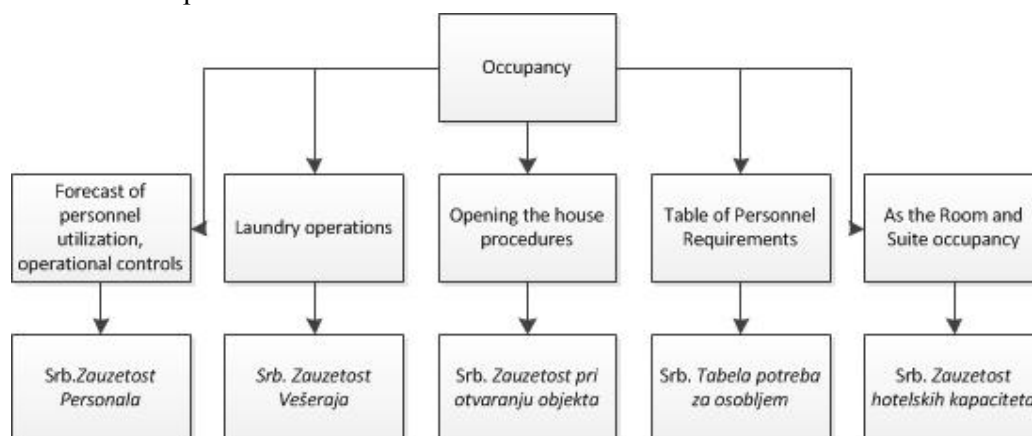 Occupancy
Forecast of
personnel
utilization,
operational controls
Laundry operations
Opening the house
procedures
Table of Personnel
Requirements
As the Room and
Suite occupancy
Srb.Zauzetost
Personala
Srb. Zauzetost
Vešeraja
Srb. Zauzetost pri
otvaranju objekta
Srb. Tabela potreba
za osobljem
Srb. Zauzetost
hotelskih kapaciteta